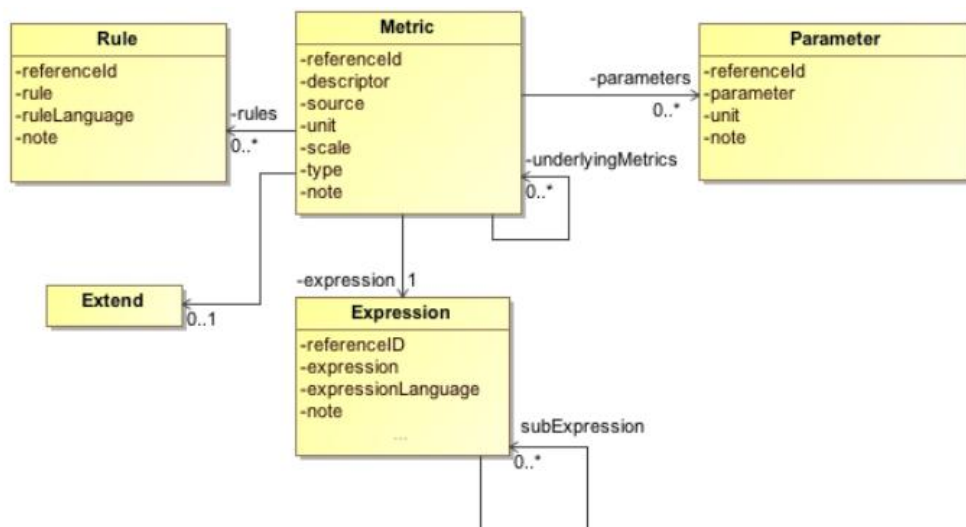 Rule
-referenceId
-rule
-ruleLanguage
-note
-rules
0..*
Metric
-referenceId
-descriptor
-source
-unit
-scale
-type
-note
-parameters
0..*
Parameter
-referenceId
-parameter
-unit
-note
-underlyingMetrics
0..*
Extend
0..1
-expression
1
Expression
-referenceID
-expression
-expressionLanguage
-note
...
subExpression
0..*